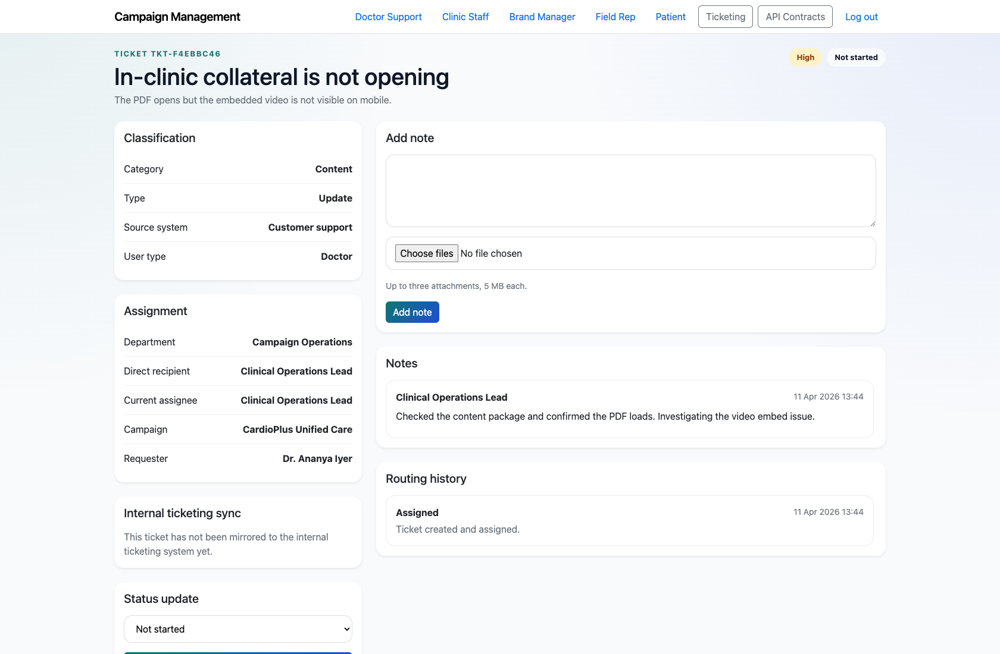 Campaign Management
Doctor Support
Clinic Staff
Brand Manager
Field Rep
Patient
Ticketing
API Contracts
Log out
TICKET TKT-F4EBBC46
High
Not started
In-clinic collateral is not opening
The PDF opens but the embedded video is not visible on mobile.
Classification
Category Content
Type Update
Source system Customer support
User type Doctor
Assignment
Department Campaign Operations
Direct recipient Clinical Operations Lead
Current assignee Clinical Operations Lead
Campaign CardioPlus Unified Care
Requester Dr. Ananya Iyer
Internal ticketing sync
This ticket has not been mirrored to the internal
ticketing system yet.
Status update
Not started
Add note
Choose files No file chosen
Up to three attachments, 5 MB each.
Add note
Notes
Clinical Operations Lead 11 Apr 2026 13:44
Checked the content package and confirmed the PDF loads. Investigating the video embed issue.
Routing history
Assigned 11 Apr 2026 13:44
Ticket created and assigned.